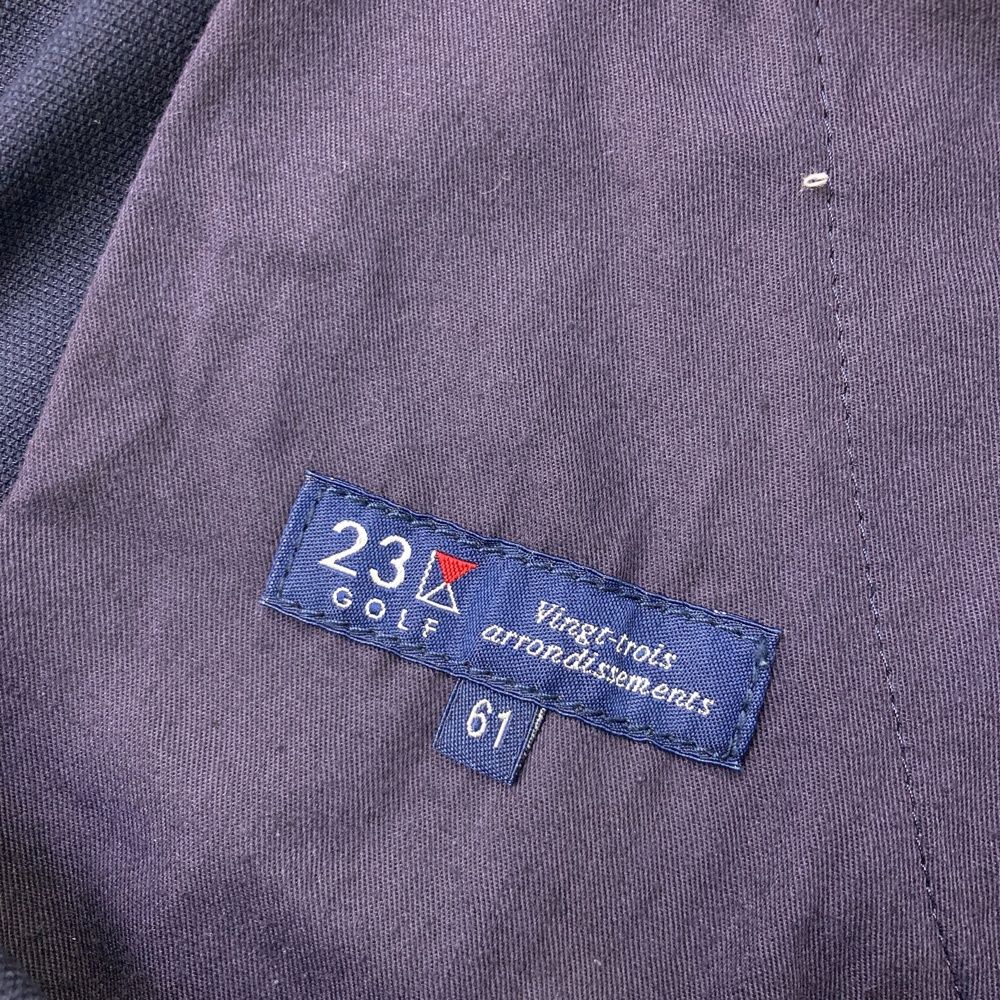 23
GOLF
Vingt-trois
arrondissements
61